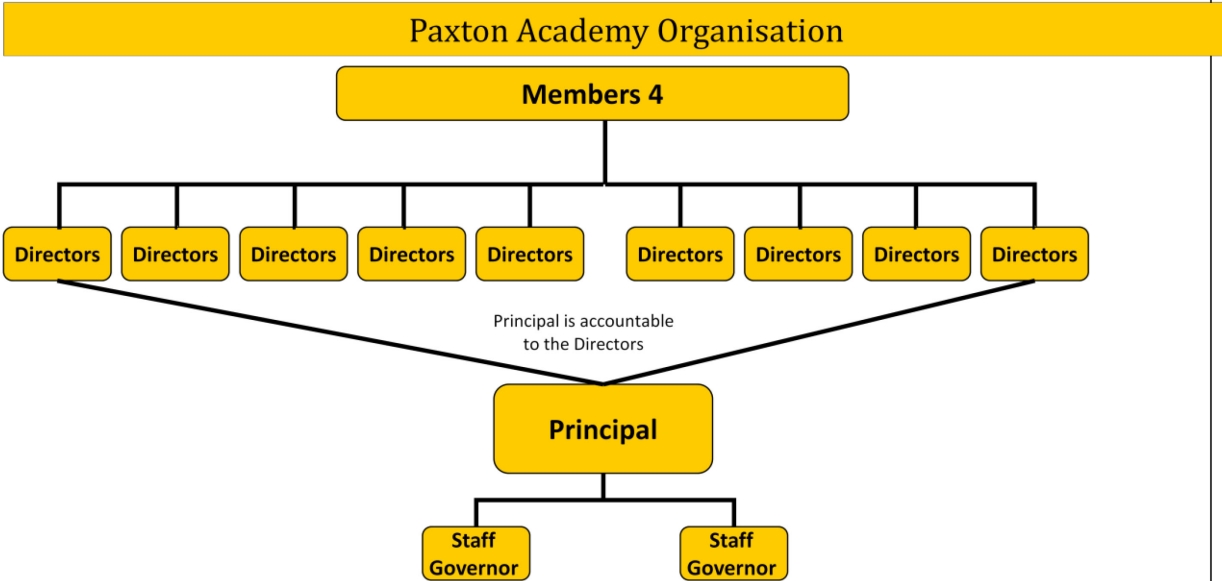 Paxton Academy Organisation
Members 4
Directors
Directors
Directors
Directors
Directors
Directors
Directors
Directors
Directors
Principal is accountable
to the Directors
Principal
Staff
Governor
Staff
Governor